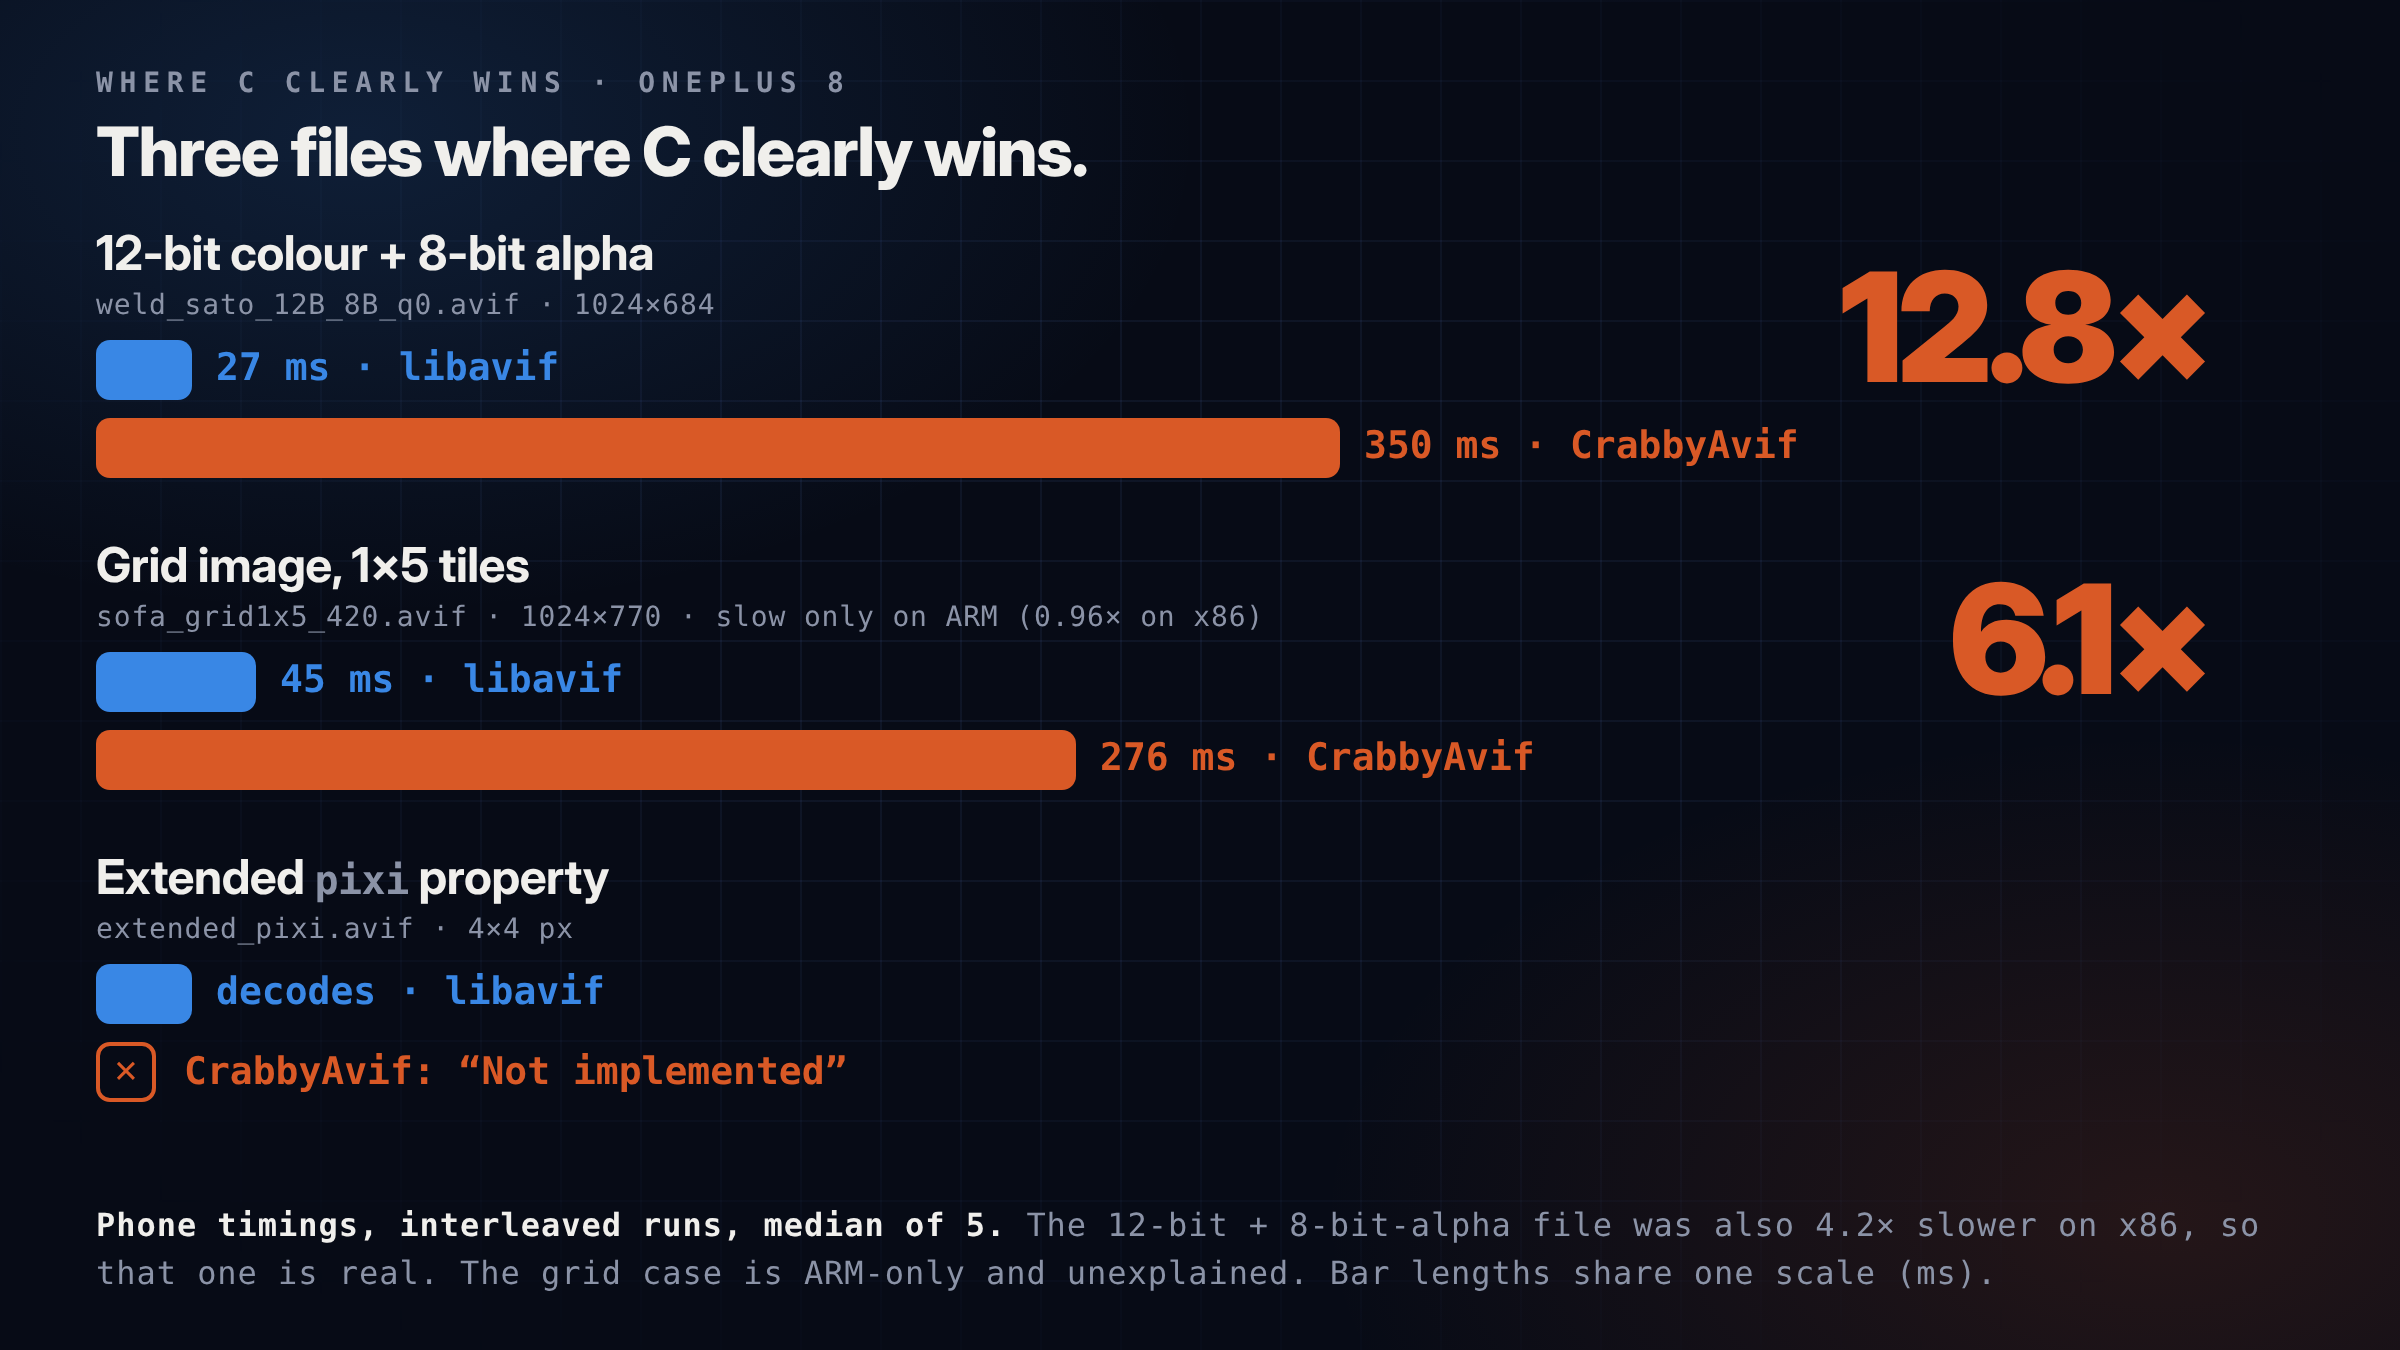 WHERE C CLEARLY WINS · ONEPLUS 8
Three files where C clearly wins.
12-bit colour + 8-bit alpha
weld_sato_12B_8B_q0.avif · 1024×684
27 ms · libavif
350 ms · CrabbyAvif
12.8×
Grid image, 1×5 tiles
sofa_grid1x5_420.avif · 1024×770 · slow only on ARM (0.96× on x86)
45 ms · libavif
276 ms · CrabbyAvif
6.1×
Extended pixi property
extended_pixi.avif · 4×4 px
decodes · libavif
× CrabbyAvif: “Not implemented”
Phone timings, interleaved runs, median of 5. The 12-bit + 8-bit-alpha file was also 4.2× slower on x86, so
that one is real. The grid case is ARM-only and unexplained. Bar lengths share one scale (ms).